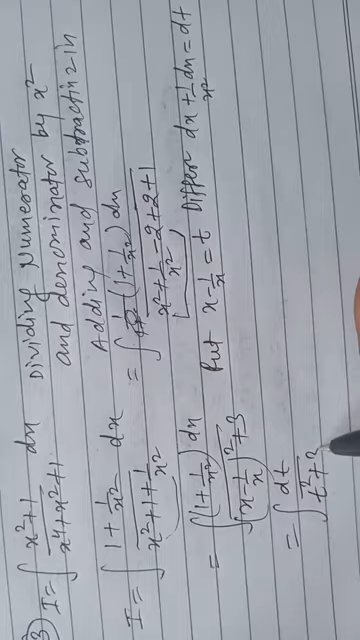 3) I = ∫ x²+1 / x⁴+x²+1 dx Dividing Numerator
and denominator by x²
I = ∫ 1+1/x² / x²+1+1/x² dx Adding and subtracting 2 in
= ∫ (1+1/x²) dx / x²+1/x²-2+2+1
= ∫ (1+1/x²) dx / (x-1/x)²+3 Put x-1/x = t Differ dx+1/x² dx = dt
= ∫ dt / t²+3